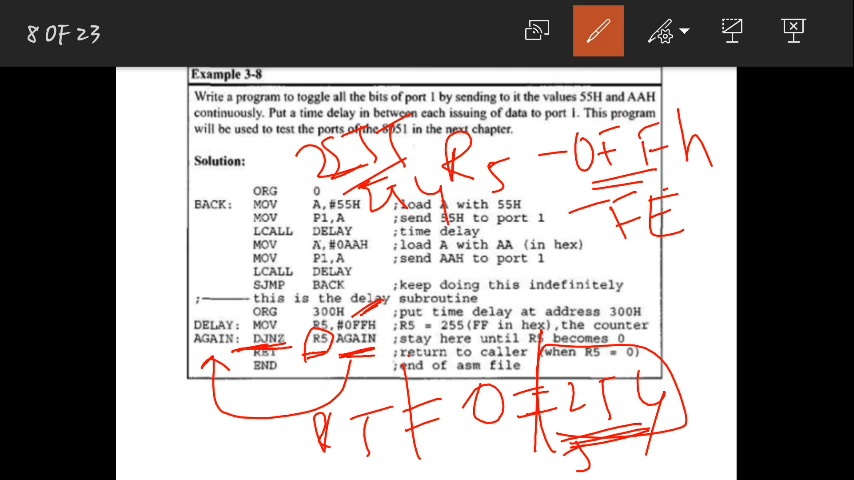 8 OF 23
Example 3-8
Write a program to toggle all the bits of port 1 by sending to it the values 55H and AAH
continuously. Put a time delay in between each issuing of data to port 1. This program
will be used to test the ports of the 8051 in the next chapter.
255
R5 - 0FFh
254
FE
Solution:
ORG 0
BACK: MOV A,#55H ;load A with 55H
MOV P1,A ;send 55H to port 1
LCALL DELAY ;time delay
MOV A,#0AAH ;load A with AA (in hex)
MOV P1,A ;send AAH to port 1
LCALL DELAY
SJMP BACK ;keep doing this indefinitely
;—— this is the delay subroutine
ORG 300H ;put time delay at address 300H
DELAY: MOV R5,#0FFH ;R5 = 255(FF in hex),the counter
AGAIN: DJNZ R5,AGAIN ;stay here until R5 becomes 0
RET ;return to caller (when R5 = 0)
END ;end of asm file
R5 ≠ 0 = 254